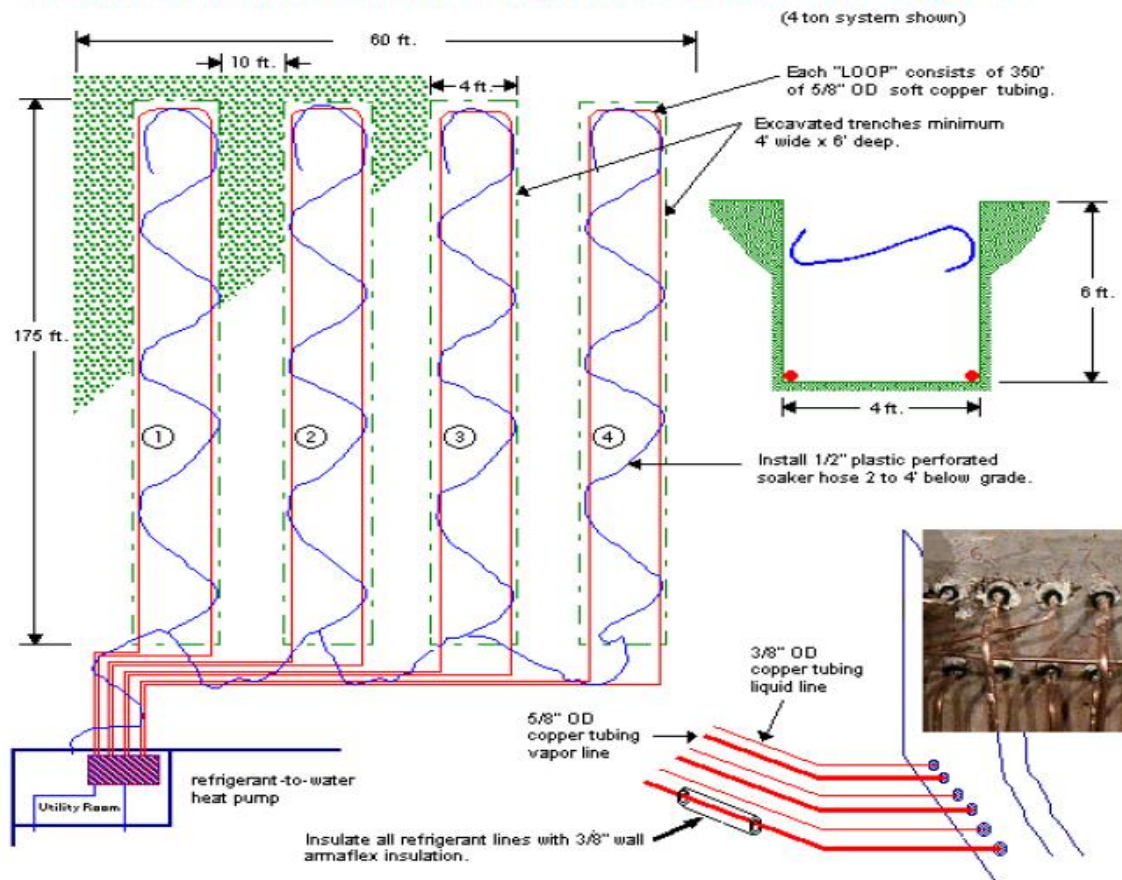 (4 ton system shown)
60 ft.
10 ft.
4 ft.
Each "LOOP" consists of 350'
of 5/8" OD soft copper tubing.
Excavated trenches minimum
4' wide x 6' deep.
175 ft.
6 ft.
4 ft.
1
2
3
4
Install 1/2" plastic perforated
soaker hose 2 to 4' below grade.
3/8" OD
copper tubing
liquid line
5/8" OD
copper tubing
vapor line
refrigerant-to-water
heat pump
Utility Room
Insulate all refrigerant lines with 3/8" wall
armaflex insulation.